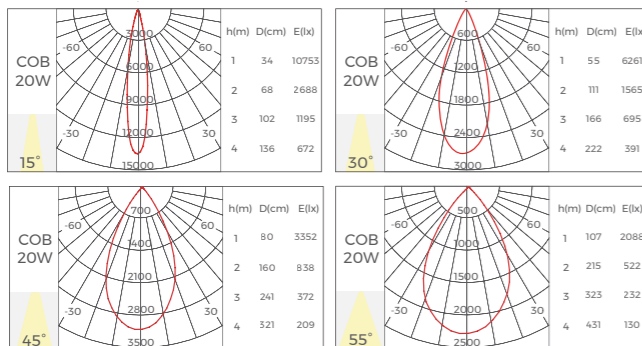 h(m) D(cm) E(lx)
COB
20W
15°
-60 60
-30 30
3000
6000
9000
12000
15000
1 34 10753
2 68 2688
3 102 1195
4 136 672
h(m) D(cm) E(lx)
COB
20W
30°
-60 60
-30 30
600
1200
1800
2400
3000
1 55 6261
2 111 1565
3 166 695
4 222 391
h(m) D(cm) E(lx)
COB
20W
45°
-60 60
-30 30
700
1400
2100
2800
3500
1 80 3352
2 160 838
3 241 372
4 321 209
h(m) D(cm) E(lx)
COB
20W
55°
-60 60
-30 30
500
1000
1500
2000
2500
1 107 2088
2 215 522
3 323 232
4 431 130